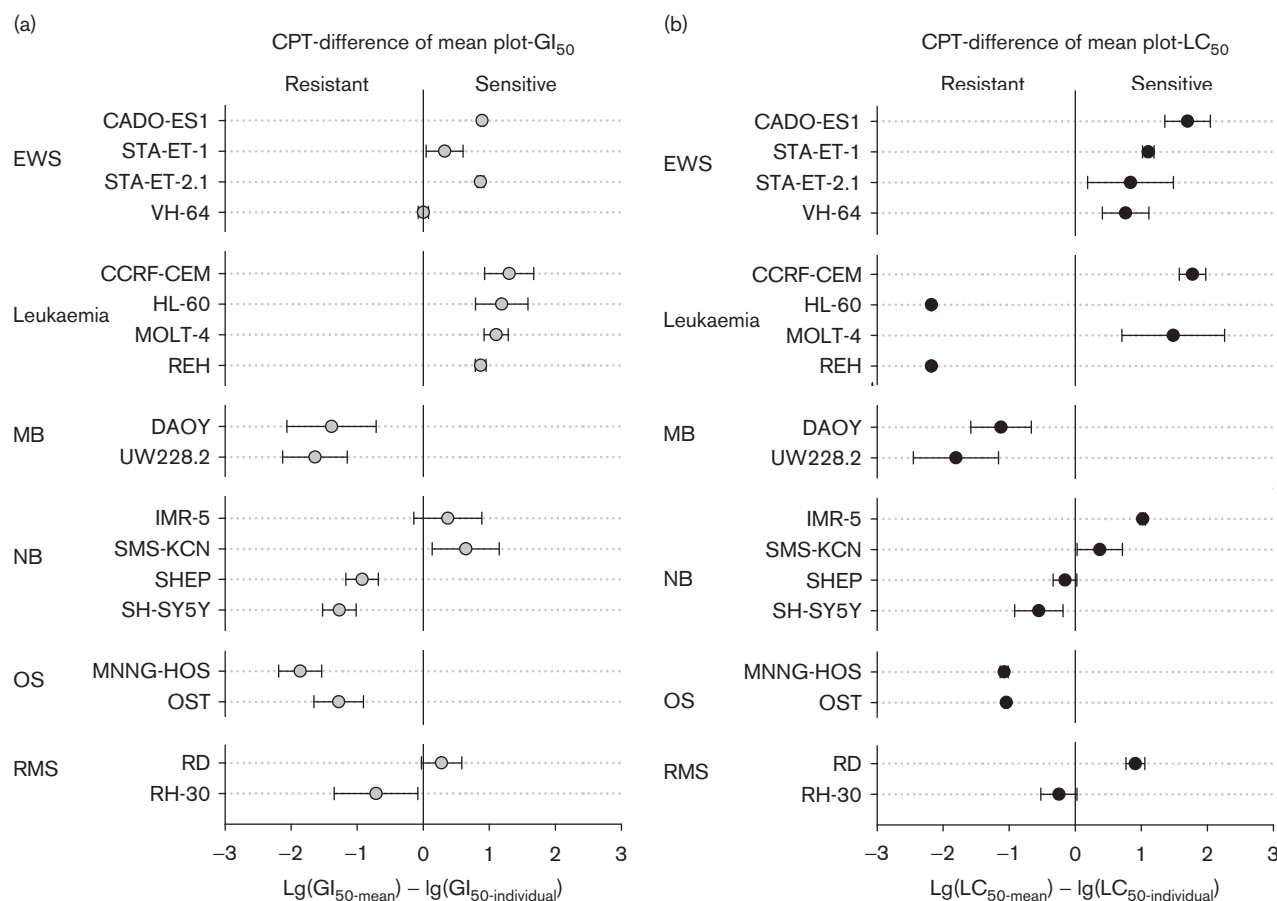 (a)
CPT-difference of mean plot-GI50
Resistant Sensitive
EWS
CADO-ES1
STA-ET-1
STA-ET-2.1
VH-64
Leukaemia
CCRF-CEM
HL-60
MOLT-4
REH
MB
DAOY
UW228.2
NB
IMR-5
SMS-KCN
SHEP
SH-SY5Y
OS
MNNG-HOS
OST
RMS
RD
RH-30
−3 −2 −1 0 1 2 3
Lg(GI50-mean) − lg(GI50-individual)
(b)
CPT-difference of mean plot-LC50
Resistant Sensitive
EWS
CADO-ES1
STA-ET-1
STA-ET-2.1
VH-64
Leukaemia
CCRF-CEM
HL-60
MOLT-4
REH
MB
DAOY
UW228.2
NB
IMR-5
SMS-KCN
SHEP
SH-SY5Y
OS
MNNG-HOS
OST
RMS
RD
RH-30
−3 −2 −1 0 1 2 3
Lg(LC50-mean) − lg(LC50-individual)